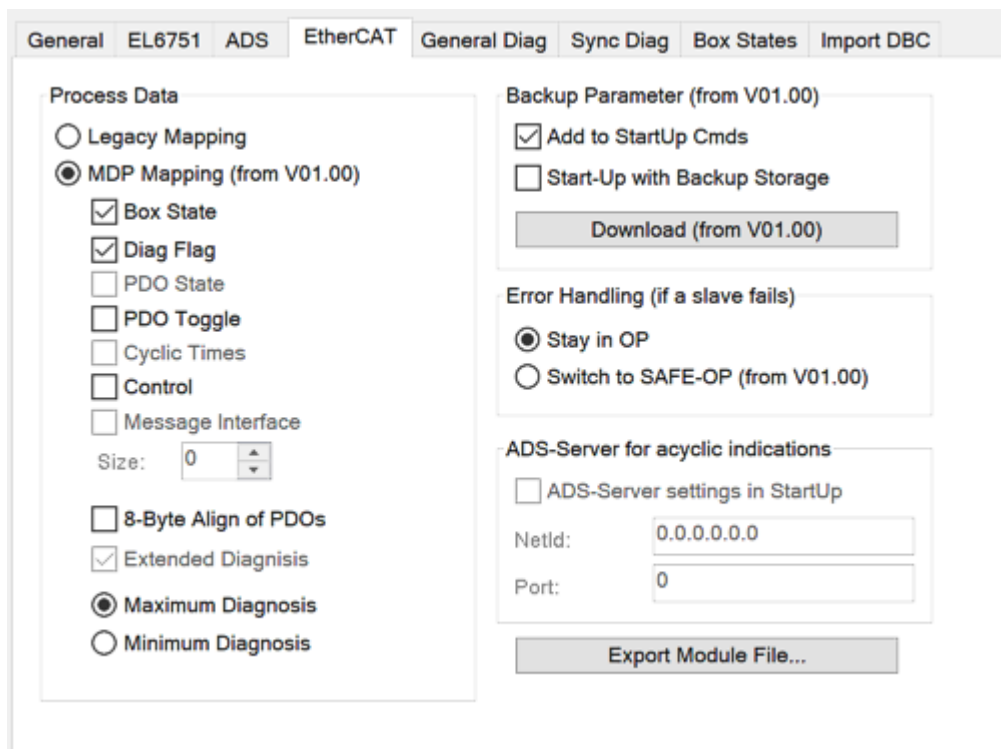 General EL6751 ADS EtherCAT General Diag Sync Diag Box States Import DBC
Process Data
Legacy Mapping
MDP Mapping (from V01.00)
Box State
Diag Flag
PDO State
PDO Toggle
Cyclic Times
Control
Message Interface
Size: 0
8-Byte Align of PDOs
Extended Diagnisis
Maximum Diagnosis
Minimum Diagnosis
Backup Parameter (from V01.00)
Add to StartUp Cmds
Start-Up with Backup Storage
Download (from V01.00)
Error Handling (if a slave fails)
Stay in OP
Switch to SAFE-OP (from V01.00)
ADS-Server for acyclic indications
ADS-Server settings in StartUp
NetId: 0.0.0.0.0.0
Port: 0
Export Module File...